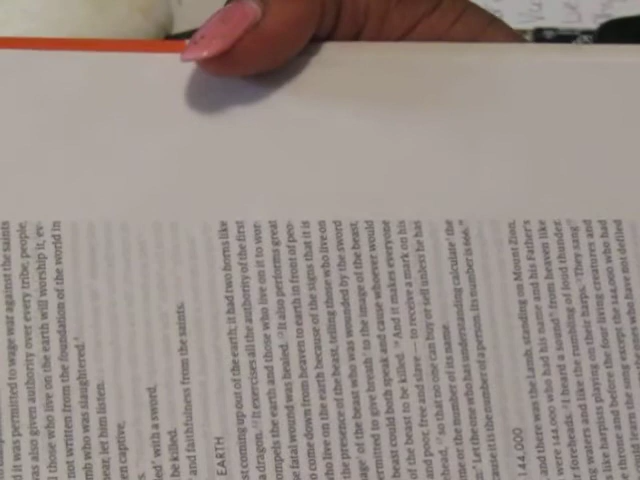 it was permitted to wage war against the saints
was also given authority over every tribe, people,
those who live on the earth will worship it, ev-
not written from the foundation of the world in
mb who was slaughtered.
ear, let him listen.
en captive,
ed with a sword,
be killed.
and faithfulness from the saints.
EARTH
st coming up out of the earth; it had two horns like
a dragon. It exercises all the authority of the first
ompels the earth and those who live on it to wor-
se fatal wound was healed. It also performs great
o come down from heaven to earth in front of peo-
who live on the earth because of the signs that it is
the presence of the beast, telling those who live on
age of the beast who was wounded by the sword
ermitted to give breath to the image of the beast,
beast could both speak and cause whoever would
of the beast to be killed. And it makes everyone
and poor, free and slave — to receive a mark on his
ehead, so that no one can buy or sell unless he has
me or the number of its name.
Let the one who has understanding calculate the
cause it is the number of a person. Its number is 666.
144,000
and there was the Lamb, standing on Mount Zion,
were 144,000 who had his name and his Father's
r foreheads. I heard a sound from heaven like
ng waters and like the rumbling of loud thunder.
like harpists playing on their harps. They sang
e throne and before the four living creatures and
could learn the song except the 144,000 who had
ones who have not defiled